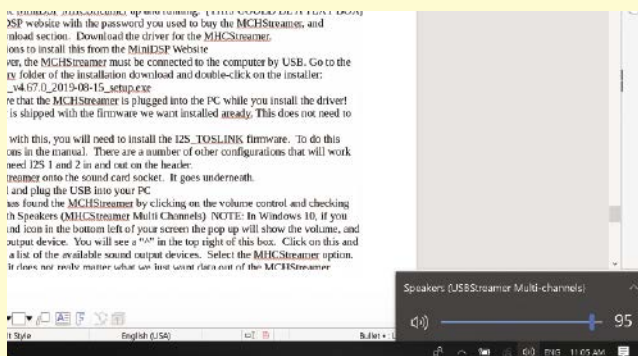 DSP website with the password you used to buy the MCHStreamer, and
nload section. Download the driver for the MHCStreamer.
ions to install this from the MiniDSP Website
ver, the MCHStreamer must be connected to the computer by USB. Go to the
ry folder of the installation download and double-click on the installer:
_v4.67.0_2019-08-15_setup.exe
re that the MCHStreamer is plugged into the PC while you install the driver!
is shipped with the firmware we want installed aready. This does not need to
with this, you will need to install the I2S_TOSLINK firmware. To do this
ons in the manual. There are a number of other configurations that will work
need I2S 1 and 2 in and out on the header.
treamer onto the sound card socket. It goes underneath.
l and plug the USB into your PC
has found the MCHStreamer by clicking on the volume control and checking
th Speakers (MHCStreamer Multi Channels) NOTE: In Windows 10, if you
und icon in the bottom left of your screen the pop up will show the volume, and
output device. You will see a "^" in the top right of this box. Click on this and
a list of the available sound output devices. Select the MHCStreamer option.
it does not really matter what we just want data out of the MCHStreamer
Speakers (USBStreamer Multi-channels)
95
lt Style English (USA) Bullet • : L
ENG 11:05 AM